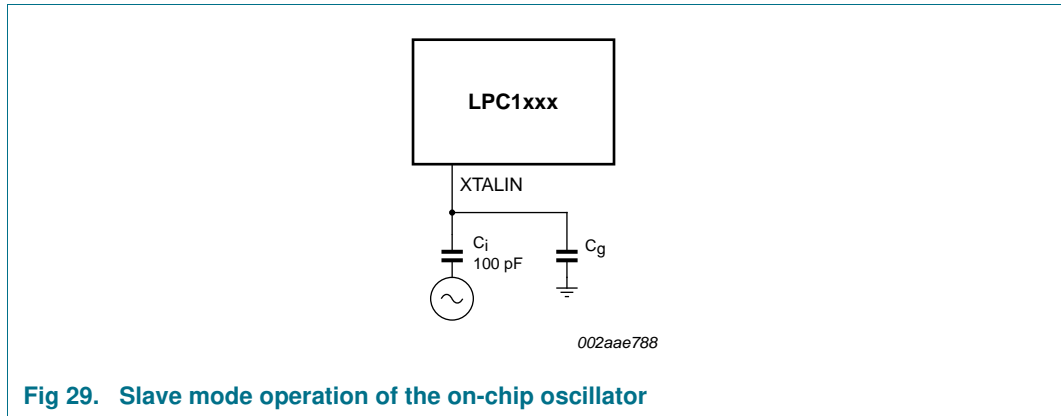 LPC1xxx
XTALIN
Ci
100 pF
Cg
002aae788
Fig 29. Slave mode operation of the on-chip oscillator